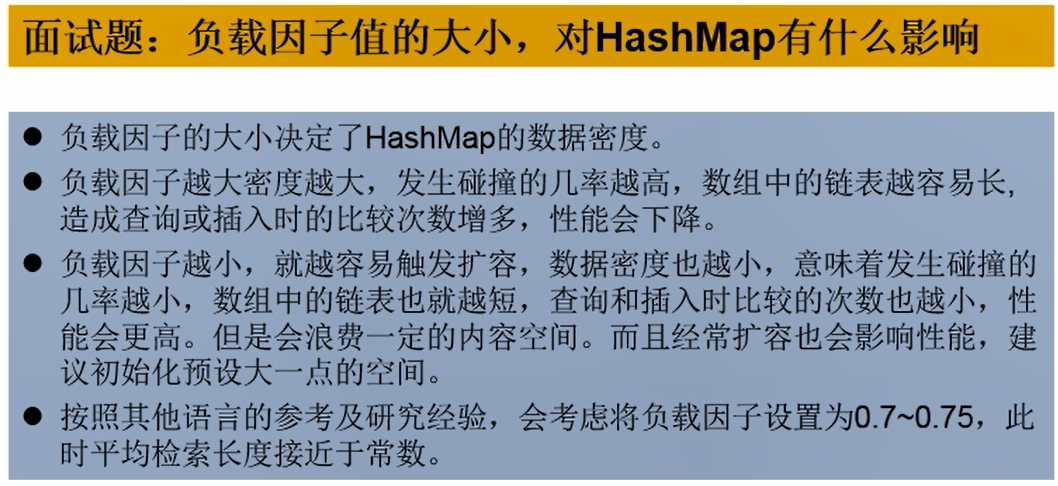 面试题：负载因子值的大小，对HashMap有什么影响
● 负载因子的大小决定了HashMap的数据密度。
● 负载因子越大密度越大，发生碰撞的几率越高，数组中的链表越容易长，
造成查询或插入时的比较次数增多，性能会下降。
● 负载因子越小，就越容易触发扩容，数据密度也越小，意味着发生碰撞的
几率越小，数组中的链表也就越短，查询和插入时比较的次数也越小，性
能会更高。但是会浪费一定的内容空间。而且经常扩容也会影响性能，建
议初始化预设大一点的空间。
● 按照其他语言的参考及研究经验，会考虑将负载因子设置为0.7~0.75，此
时平均检索长度接近于常数。